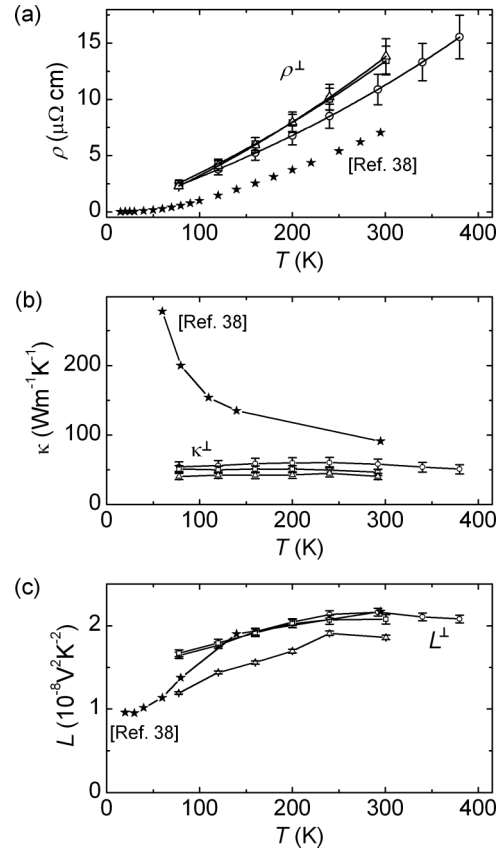 (a)
ρ (μΩ cm)
15
10
5
0
ρ⊥
[Ref. 38]
0 100 200 300 400
T (K)
(b)
κ (Wm⁻¹K⁻¹)
200
100
0
[Ref. 38]
κ⊥
0 100 200 300 400
T (K)
(c)
L (10⁻⁸V²K⁻²)
2
1
0
L⊥
[Ref. 38]
0 100 200 300 400
T (K)